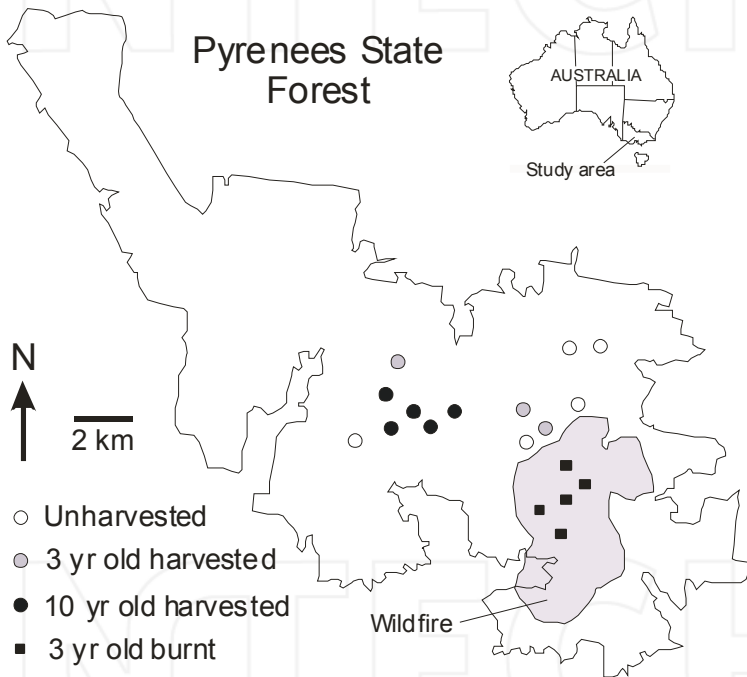 Pyrenees State
Forest
AUSTRALIA
Study area
N
2 km
Unharvested
3 yr old harvested
10 yr old harvested
3 yr old burnt
Wildfire